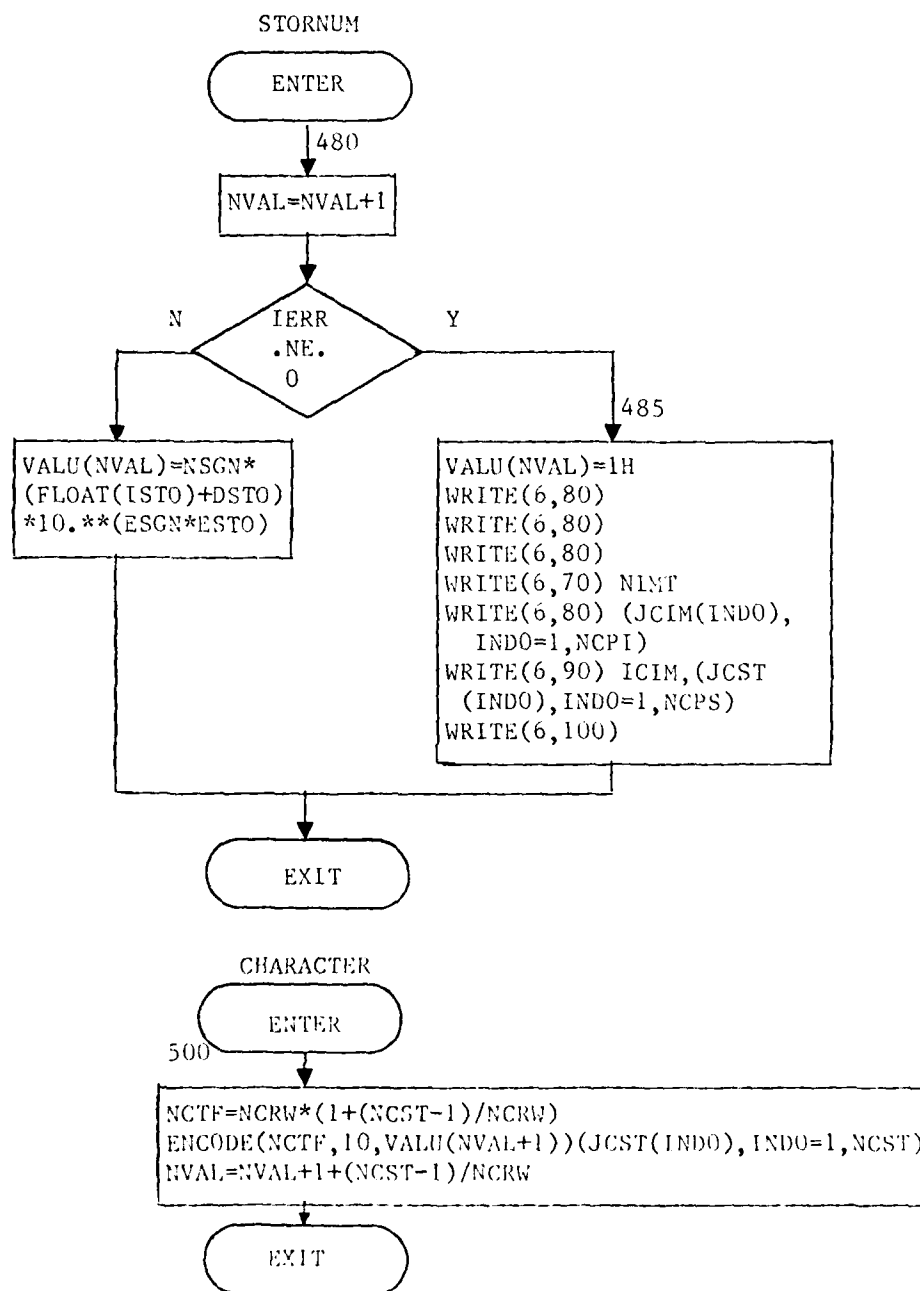 STORNUM
ENTER
480
NVAL=NVAL+1
N
IERR
.NE.
0
Y
485
VALU(NVAL)=NSGN*
(FLOAT(ISTO)+DSTO)
*10.**(ESGN*ESTO)
VALU(NVAL)=1H
WRITE(6,80)
WRITE(6,80)
WRITE(6,80)
WRITE(6,70) NIMT
WRITE(6,80) (JCIM(INDO),
INDO=1,NCPI)
WRITE(6,90) ICIM,(JCST
(INDO),INDO=1,NCPS)
WRITE(6,100)
EXIT
CHARACTER
ENTER
500
NCTF=NCRW*(1+(NCST-1)/NCRW)
ENCODE(NCTF,10,VALU(NVAL+1))(JCST(INDO),INDO=1,NCST)
NVAL=NVAL+1+(NCST-1)/NCRW
EXIT